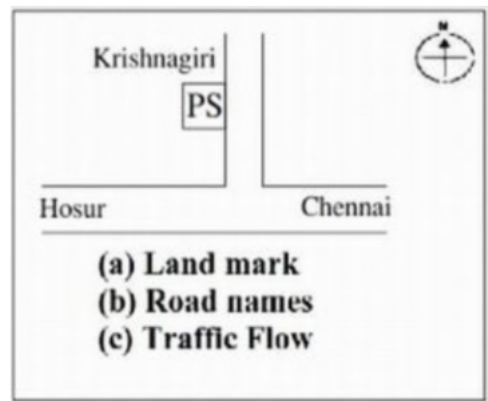 N
Krishnagiri
PS
Hosur Chennai
(a) Land mark
(b) Road names
(c) Traffic Flow